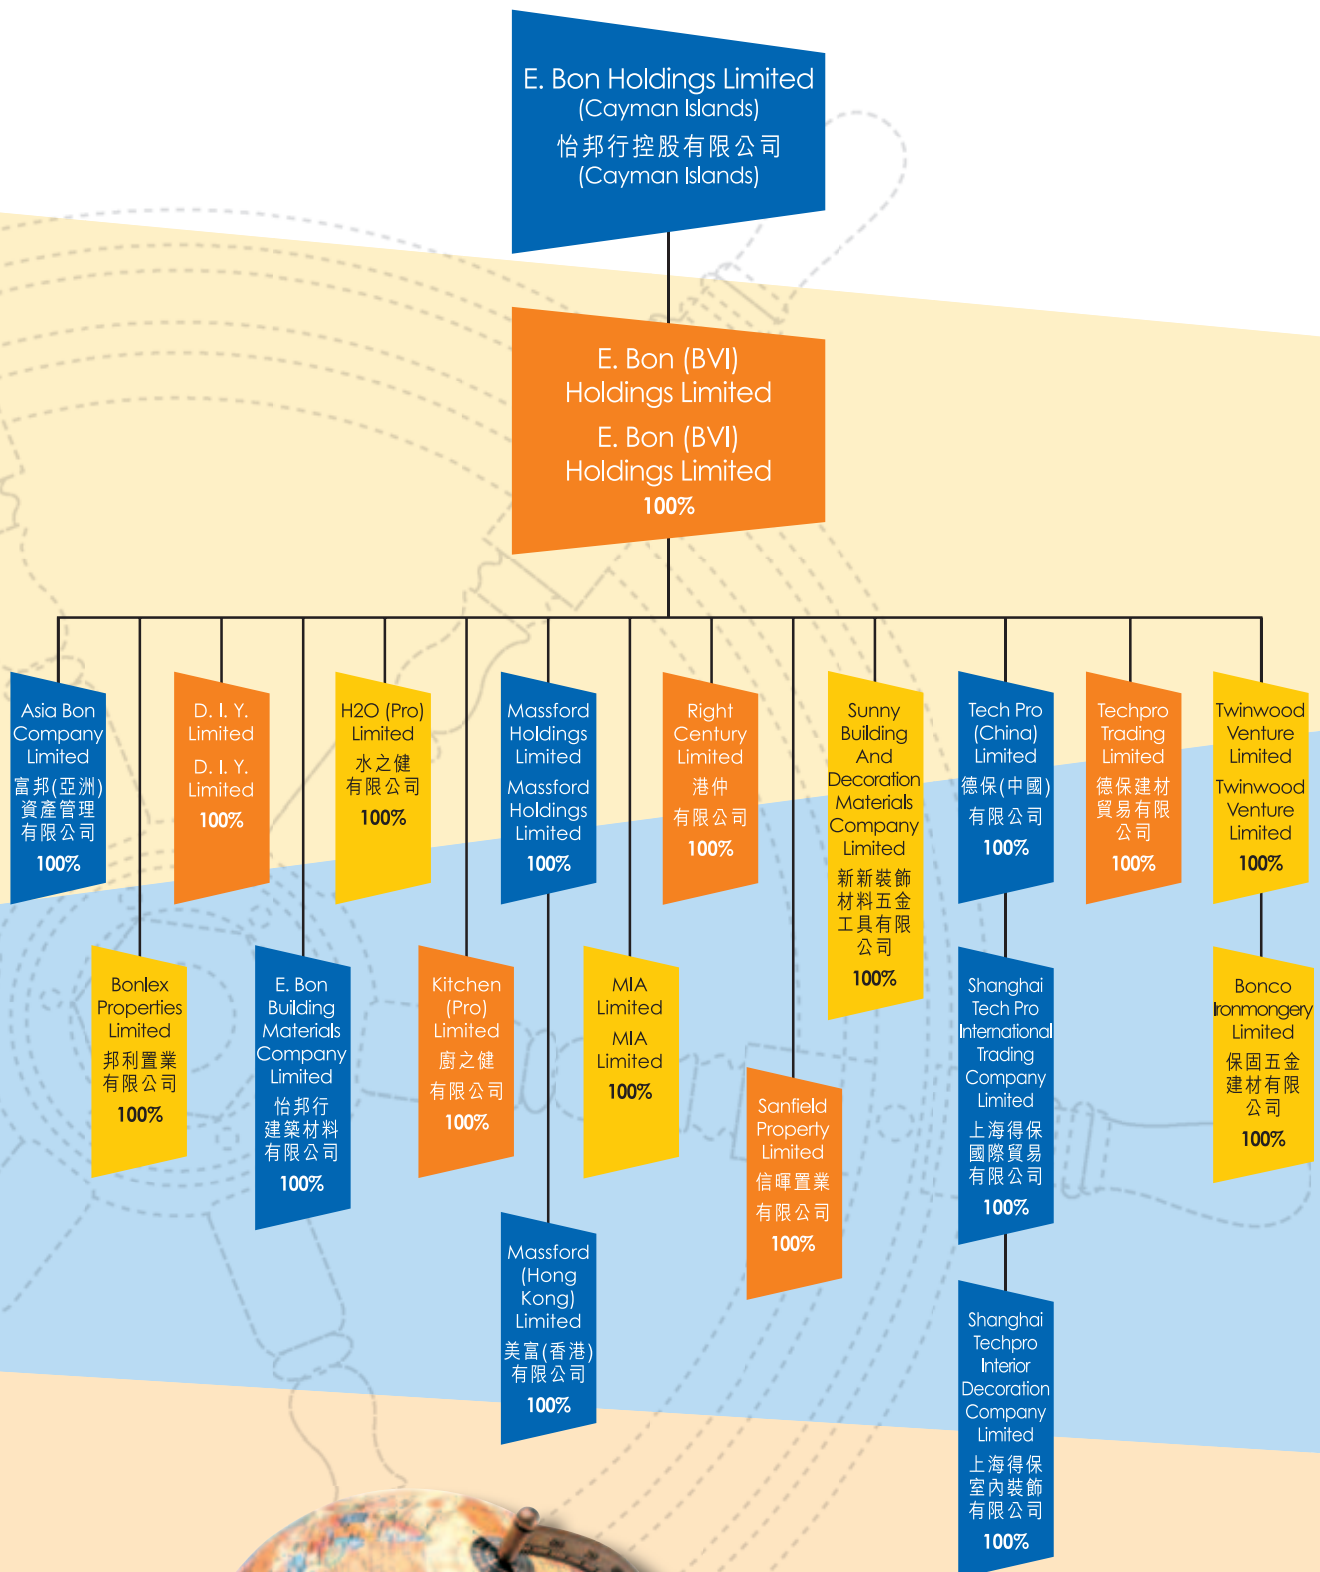 E. Bon Holdings Limited
(Cayman Islands)
怡邦行控股有限公司
(Cayman Islands)
E. Bon (BVI)
Holdings Limited
E. Bon (BVI)
Holdings Limited
100%
Asia Bon
Company
Limited
富邦(亞洲)
資產管理
有限公司
100%
D. I. Y.
Limited
D. I. Y.
Limited
100%
H2O (Pro)
Limited
水之健
有限公司
100%
Massford
Holdings
Limited
Massford
Holdings
Limited
100%
Right
Century
Limited
港仲
有限公司
100%
Sunny
Building
And
Decoration
Materials
Company
Limited
新新裝飾
材料五金
工具有限
公司
100%
Tech Pro
(China)
Limited
德保(中國)
有限公司
100%
Techpro
Trading
Limited
德保建材
貿易有限
公司
100%
Twinwood
Venture
Limited
Twinwood
Venture
Limited
100%
Bonlex
Properties
Limited
邦利置業
有限公司
100%
E. Bon
Building
Materials
Company
Limited
怡邦行
建築材料
有限公司
100%
Kitchen
(Pro)
Limited
廚之健
有限公司
100%
MIA
Limited
MIA
Limited
100%
Sanfield
Property
Limited
信暉置業
有限公司
100%
Shanghai
Tech Pro
International
Trading
Company
Limited
上海得保
國際貿易
有限公司
100%
Bonco
Ironmongery
Limited
保固五金
建材有限
公司
100%
Massford
(Hong
Kong)
Limited
美富(香港)
有限公司
100%
Shanghai
Techpro
Interior
Decoration
Company
Limited
上海得保
室內裝飾
有限公司
100%